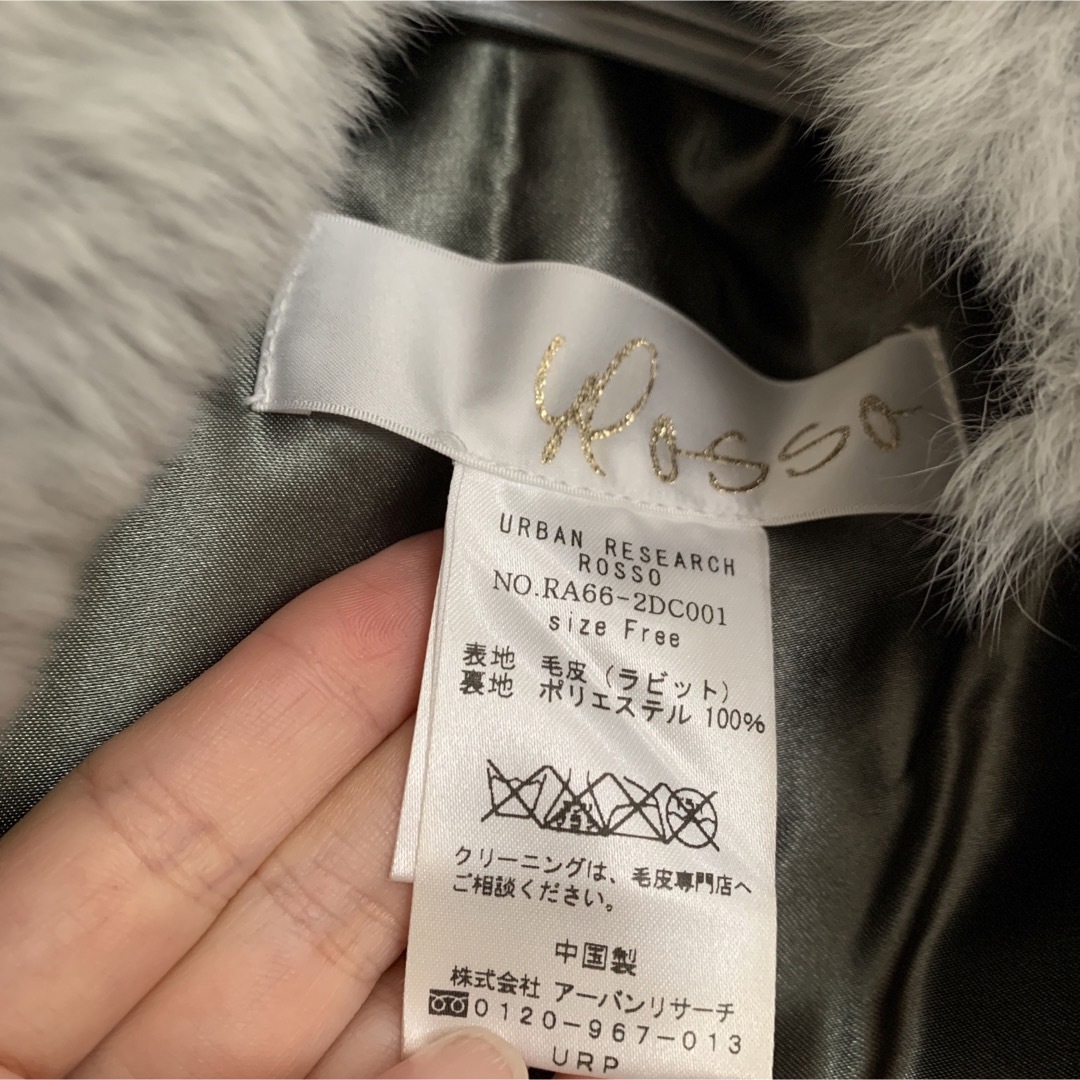 Rosso
URBAN RESEARCH
ROSSO
NO.RA66-2DC001
size Free
表地 毛皮（ラビット）
裏地 ポリエステル 100%
クリーニングは、毛皮専門店へ
ご相談ください。
中国製
株式会社 アーバンリサーチ
0120-967-013
URP